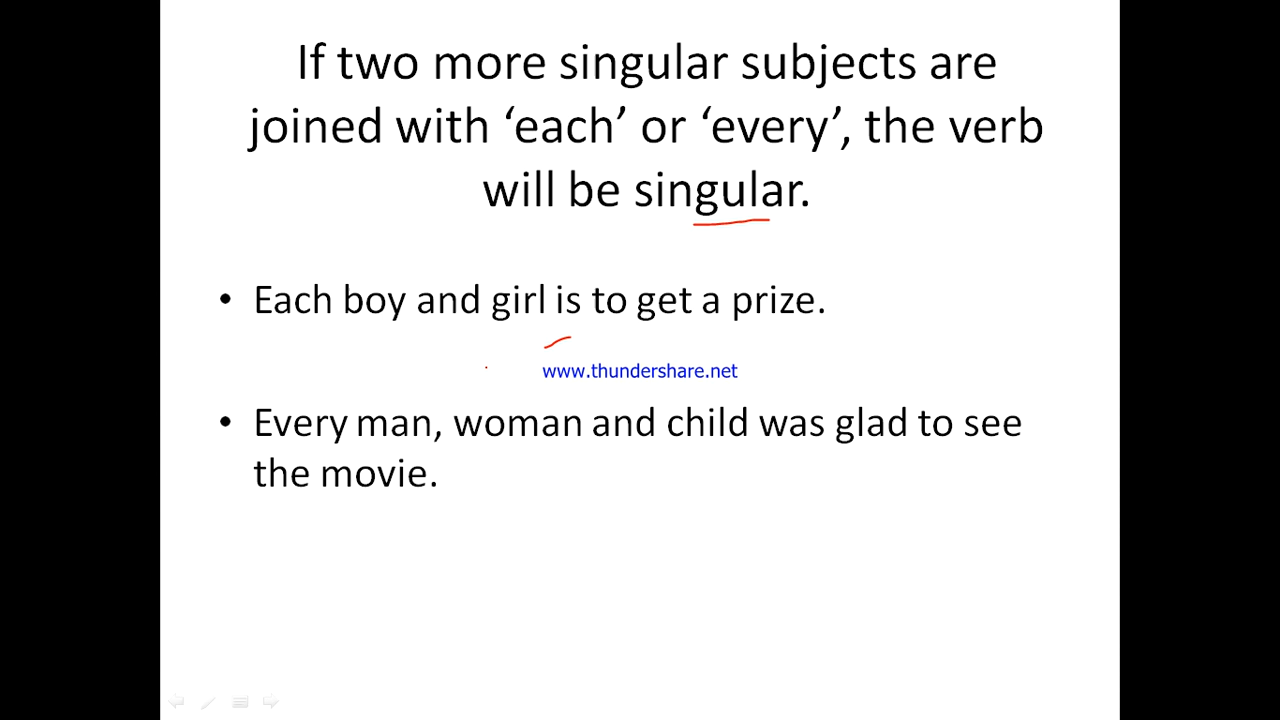 If two more singular subjects are
joined with ‘each’ or ‘every’, the verb
will be singular.
• Each boy and girl is to get a prize.
www.thundershare.net
• Every man, woman and child was glad to see
the movie.